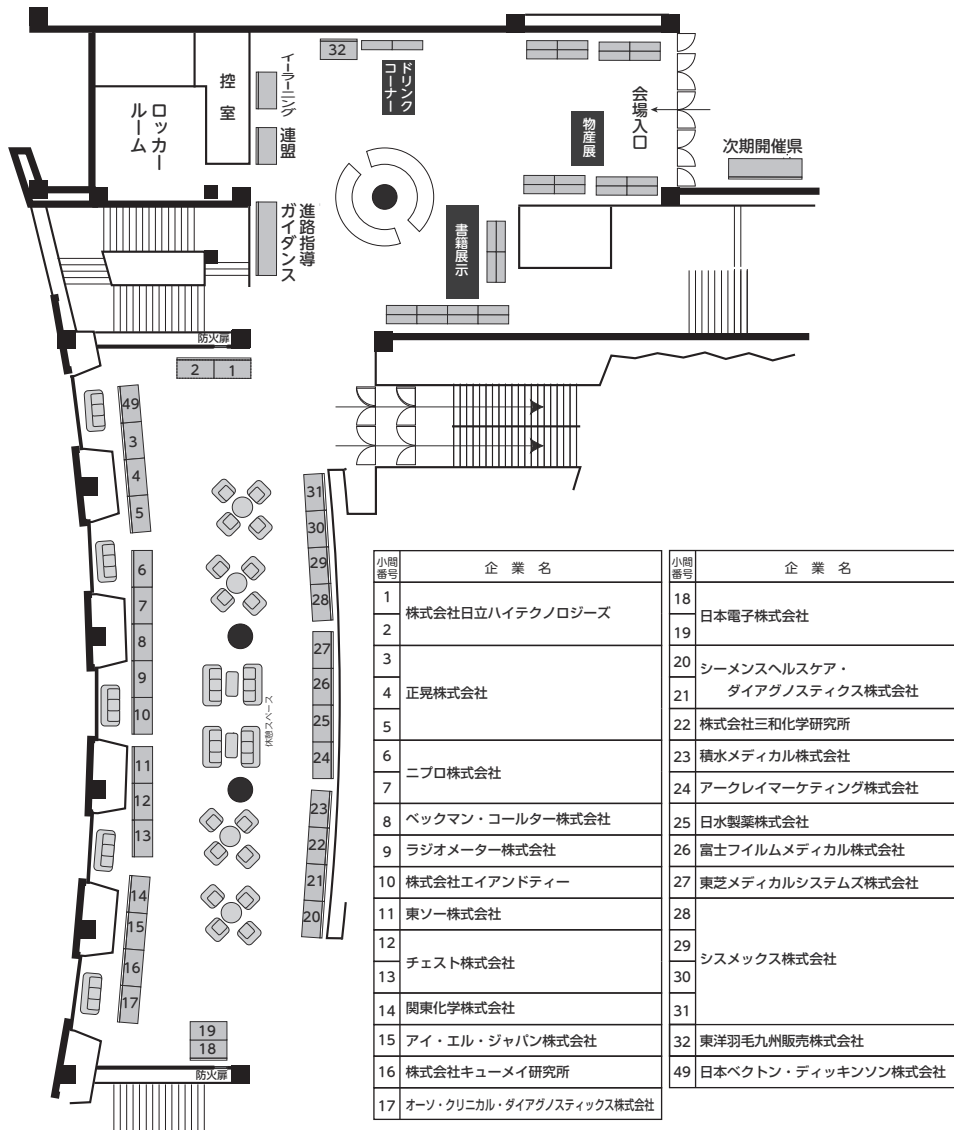 32
ドリンク
コーナー
イーラーニング
控室
連盟
ロッカー
ルーム
会場入口
物産展
次期開催県
進路指導
ガイダンス
書籍展示
防火扉
2
1
49
3
4
5
6
7
8
9
10
11
12
13
14
15
16
17
31
30
29
28
27
26
25
24
23
22
21
20
休憩スペース
19
18
防火扉
小間番号 企業名
1
2
株式会社日立ハイテクノロジーズ
3
4
5
正晃株式会社
6
7
ニプロ株式会社
8 ベックマン・コールター株式会社
9 ラジオメーター株式会社
10 株式会社エイアンドティー
11 東ソー株式会社
12
13
チェスト株式会社
14 関東化学株式会社
15 アイ・エル・ジャパン株式会社
16 株式会社キューメイ研究所
17 オーソ・クリニカル・ダイアグノスティックス株式会社
小間番号 企業名
18
19
日本電子株式会社
20
21
シーメンスヘルスケア・
ダイアグノスティクス株式会社
22 株式会社三和化学研究所
23 積水メディカル株式会社
24 アークレイマーケティング株式会社
25 日水製薬株式会社
26 富士フイルムメディカル株式会社
27 東芝メディカルシステムズ株式会社
28
29
30
31
シスメックス株式会社
32 東洋羽毛九州販売株式会社
49 日本ベクトン・ディッキンソン株式会社